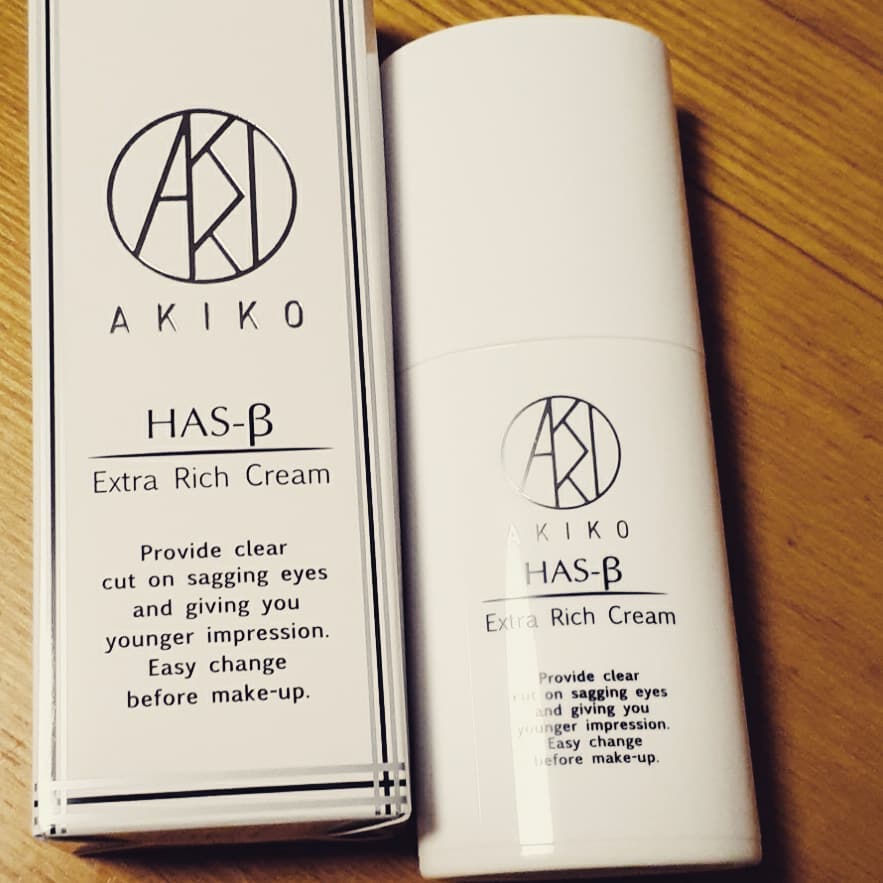 AKIKO
AKIKO
HAS-β
Extra Rich Cream
Provide clear
cut on sagging eyes
and giving you
younger impression.
Easy change
before make-up.
AKIKO
AKIKO
HAS-β
Extra Rich Cream
Provide clear
cut on sagging eyes
and giving you
younger impression.
Easy change
before make-up.